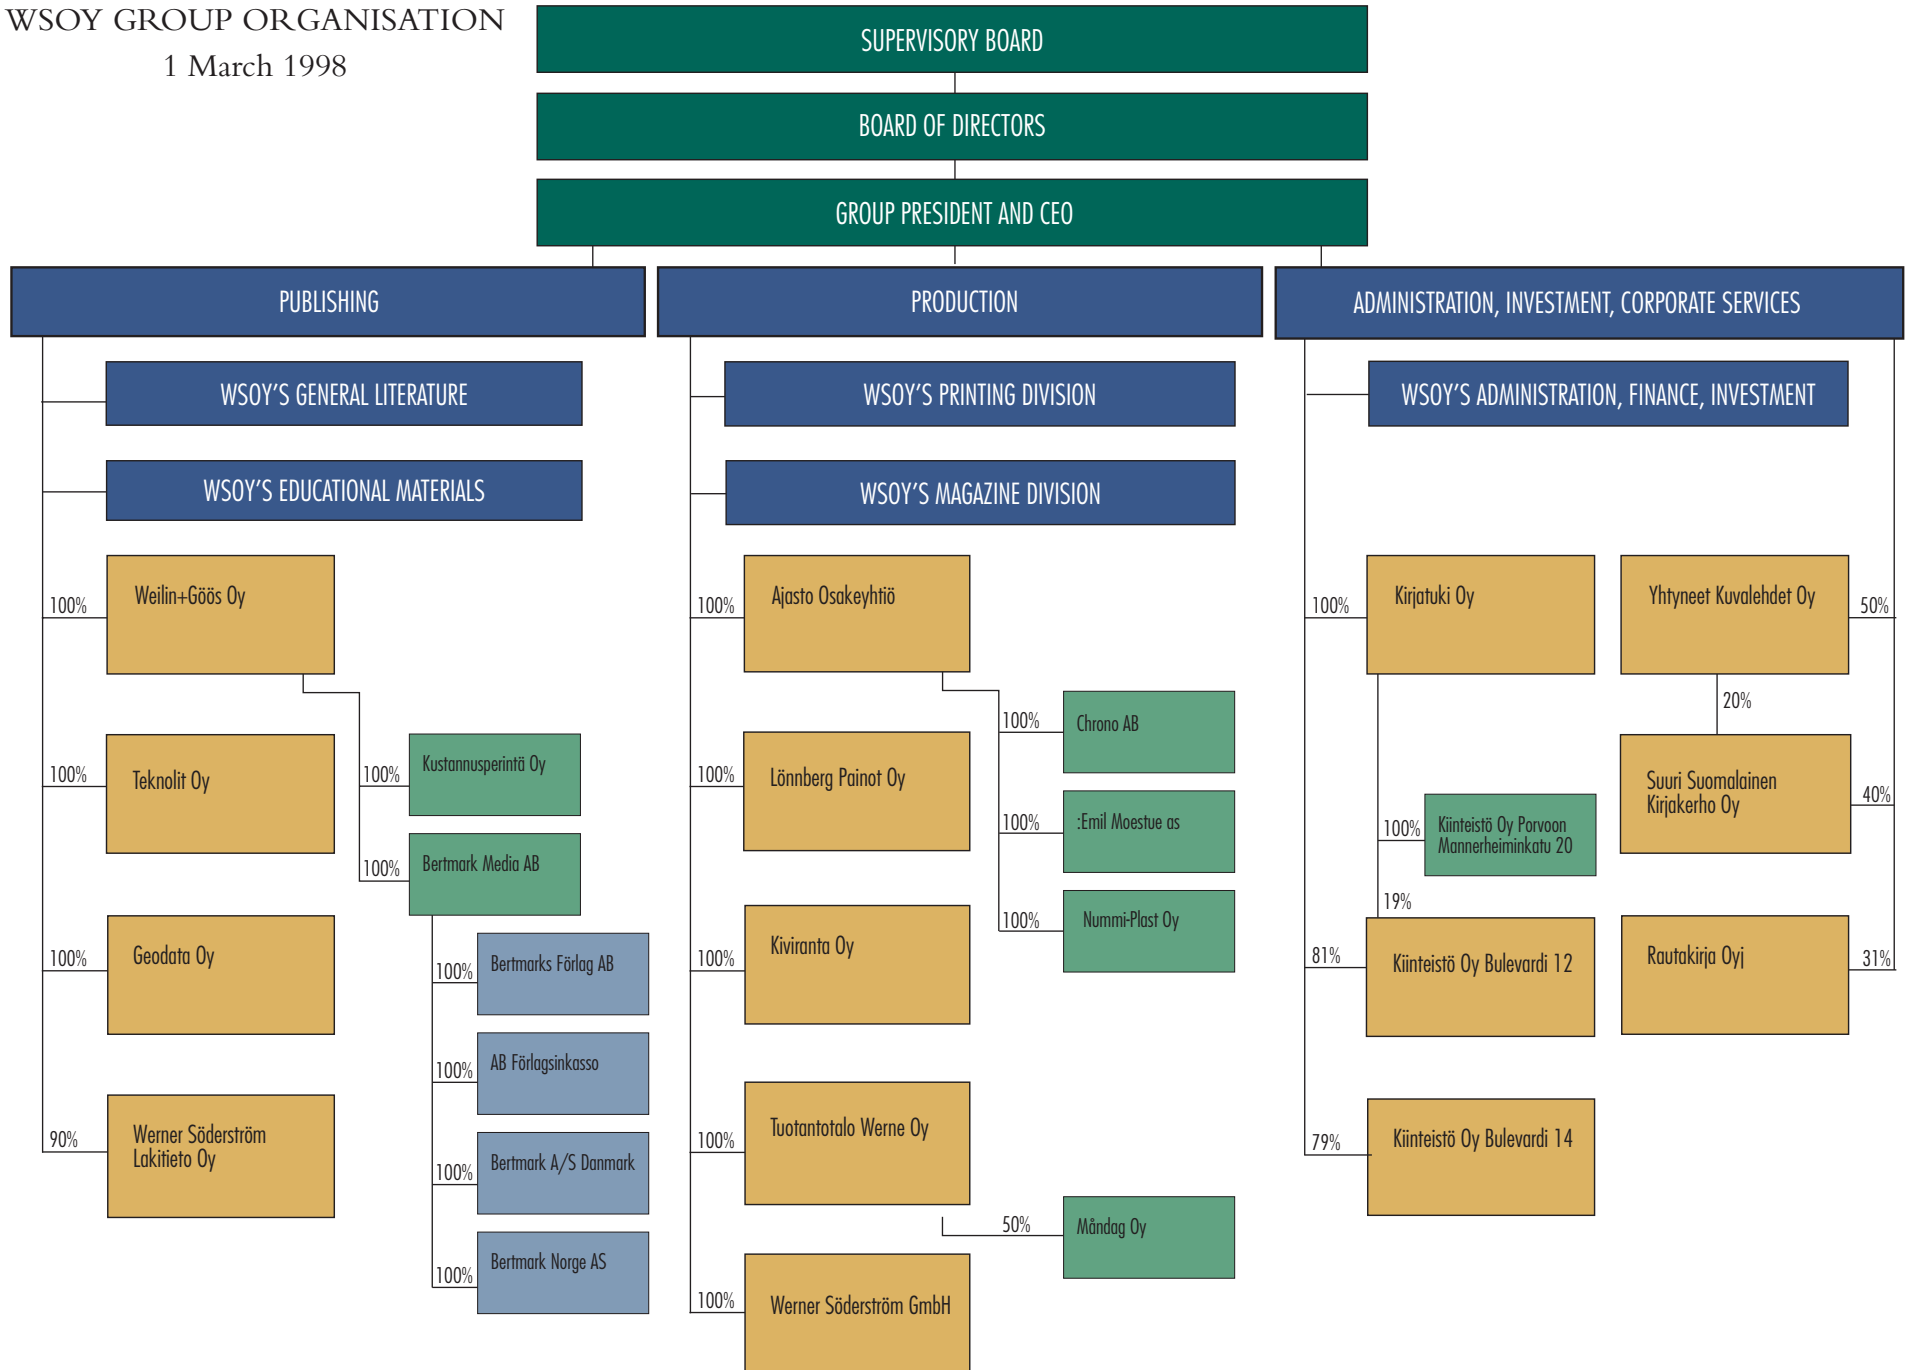 WSOY GROUP ORGANISATION
1 March 1998
SUPERVISORY BOARD
BOARD OF DIRECTORS
GROUP PRESIDENT AND CEO
PUBLISHING
WSOY'S GENERAL LITERATURE
WSOY'S EDUCATIONAL MATERIALS
100%
Weilin+Göös Oy
100%
Teknolit Oy
100%
Kustannusperintä Oy
100%
Bertmark Media AB
100%
Geodata Oy
100%
Bertmarks Förlag AB
100%
AB Förlagsinkasso
90%
Werner Söderström
Lakitieto Oy
100%
Bertmark A/S Danmark
100%
Bertmark Norge AS
PRODUCTION
WSOY'S PRINTING DIVISION
WSOY'S MAGAZINE DIVISION
100%
Ajasto Osakeyhtiö
100%
Chrono AB
100%
:Emil Moestue as
100%
Nummi-Plast Oy
100%
Lönnberg Painot Oy
100%
Kiviranta Oy
100%
Tuotantotalo Werne Oy
50%
Måndag Oy
100%
Werner Söderström GmbH
ADMINISTRATION, INVESTMENT, CORPORATE SERVICES
WSOY'S ADMINISTRATION, FINANCE, INVESTMENT
100%
Kirjatuki Oy
100%
Kiinteistö Oy Porvoon
Mannerheiminkatu 20
19%
81%
Kiinteistö Oy Bulevardi 12
79%
Kiinteistö Oy Bulevardi 14
Yhtyneet Kuvalehdet Oy
50%
20%
Suuri Suomalainen
Kirjakerho Oy
40%
Rautakirja Oyj
31%